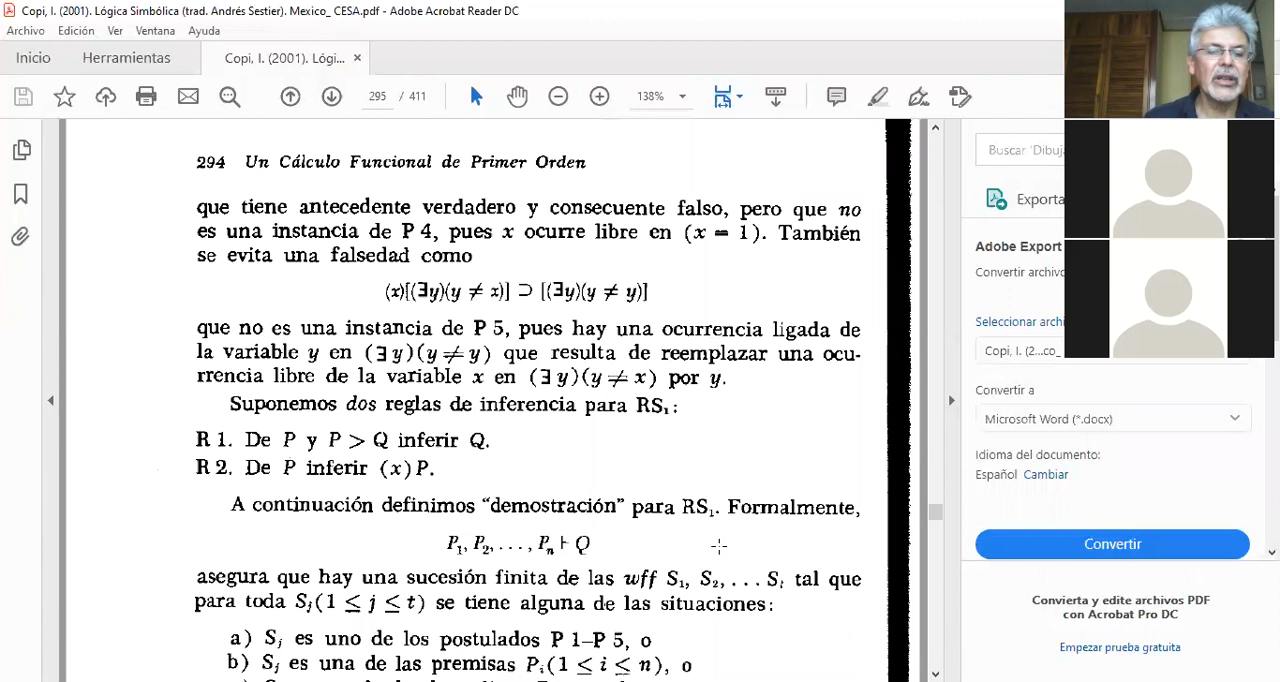 Copi, I. (2001). Lógica Simbólica (trad. Andrés Sestier). Mexico_ CESA.pdf - Adobe Acrobat Reader DC
Archivo Edición Ver Ventana Ayuda
Inicio Herramientas Copi, I. (2001). Lógi... ×
295 / 411 138%
294 Un Cálculo Funcional de Primer Orden
que tiene antecedente verdadero y consecuente falso, pero que no
es una instancia de P 4, pues x ocurre libre en (x = 1). También
se evita una falsedad como
(x)[(∃y)(y ≠ x)] ⊃ [(∃y)(y ≠ y)]
que no es una instancia de P 5, pues hay una ocurrencia ligada de
la variable y en (∃y)(y ≠ y) que resulta de reemplazar una ocu-
rrencia libre de la variable x en (∃y)(y ≠ x) por y.
Suponemos dos reglas de inferencia para RS₁:
R 1. De P y P > Q inferir Q.
R 2. De P inferir (x)P.
A continuación definimos “demostración” para RS₁. Formalmente,
P₁, P₂, . . . , Pₙ ⊦ Q
asegura que hay una sucesión finita de las wff S₁, S₂, . . . Sₜ tal que
para toda Sⱼ(1 ≤ j ≤ t) se tiene alguna de las situaciones:
a) Sⱼ es uno de los postulados P 1–P 5, o
b) Sⱼ es una de las premisas Pᵢ(1 ≤ i ≤ n), o
Buscar 'Dibuj
Exporta
Adobe Export
Convertir archivo
Seleccionar archi
Copi, I. (2...co_
Convertir a
Microsoft Word (*.docx)
Idioma del documento:
Español Cambiar
Convertir
Convierta y edite archivos PDF
con Acrobat Pro DC
Empezar prueba gratuita